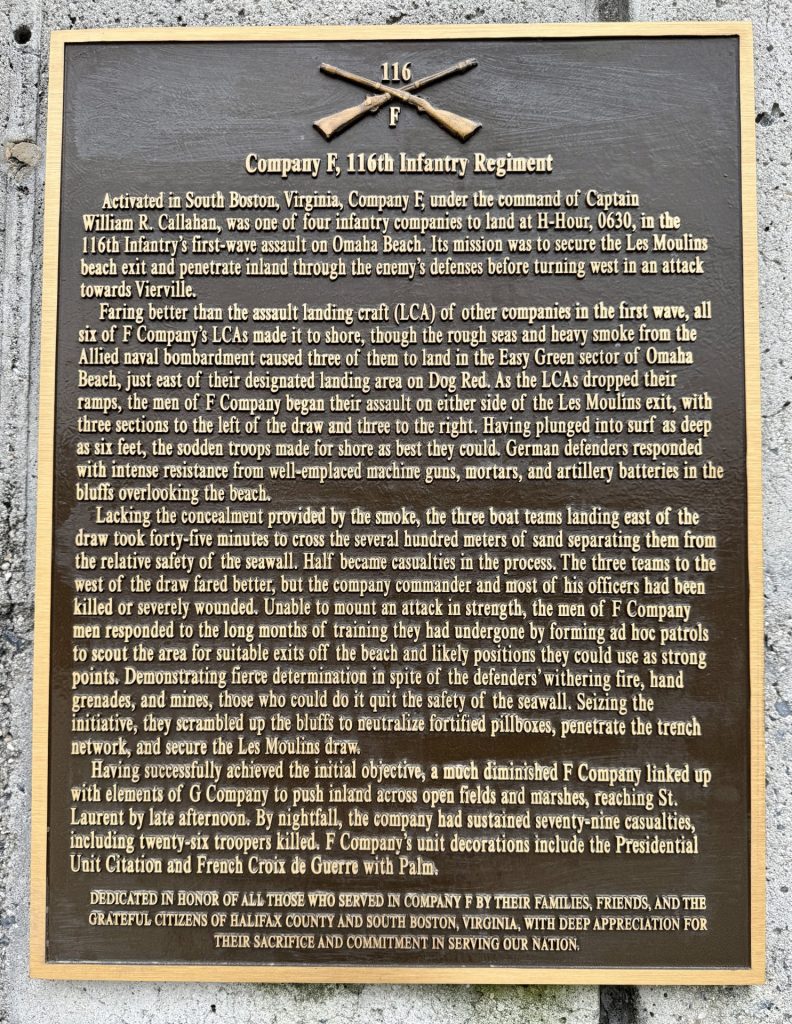 116
F
Company F, 116th Infantry Regiment
Activated in South Boston, Virginia, Company F, under the command of Captain
William R. Callahan, was one of four infantry companies to land at H-Hour, 0630, in the
116th Infantry's first-wave assault on Omaha Beach. Its mission was to secure the Les Moulins
beach exit and penetrate inland through the enemy's defenses before turning west in an attack
towards Vierville.
Faring better than the assault landing craft (LCA) of other companies in the first wave, all
six of F Company's LCAs made it to shore, though the rough seas and heavy smoke from the
Allied naval bombardment caused three of them to land in the Easy Green sector of Omaha
Beach, just east of their designated landing area on Dog Red. As the LCAs dropped their
ramps, the men of F Company began their assault on either side of the Les Moulins exit, with
three sections to the left of the draw and three to the right. Having plunged into surf as deep
as six feet, the sodden troops made for shore as best they could. German defenders responded
with intense resistance from well-emplaced machine guns, mortars, and artillery batteries in the
bluffs overlooking the beach.
Lacking the concealment provided by the smoke, the three boat teams landing east of the
draw took forty-five minutes to cross the several hundred meters of sand separating them from
the relative safety of the seawall. Half became casualties in the process. The three teams to the
west of the draw fared better, but the company commander and most of his officers had been
killed or severely wounded. Unable to mount an attack in strength, the men of F Company
men responded to the long months of training they had undergone by forming ad hoc patrols
to scout the area for suitable exits off the beach and likely positions they could use as strong
points. Demonstrating fierce determination in spite of the defenders' withering fire, hand
grenades, and mines, those who could do it quit the safety of the seawall. Seizing the
initiative, they scrambled up the bluffs to neutralize fortified pillboxes, penetrate the trench
network, and secure the Les Moulins draw.
Having successfully achieved the initial objective, a much diminished F Company linked up
with elements of G Company to push inland across open fields and marshes, reaching St.
Laurent by late afternoon. By nightfall, the company had sustained seventy-nine casualties,
including twenty-six troopers killed. F Company's unit decorations include the Presidential
Unit Citation and French Croix de Guerre with Palm.
DEDICATED IN HONOR OF ALL THOSE WHO SERVED IN COMPANY F BY THEIR FAMILIES, FRIENDS, AND THE
GRATEFUL CITIZENS OF HALIFAX COUNTY AND SOUTH BOSTON, VIRGINIA, WITH DEEP APPRECIATION FOR
THEIR SACRIFICE AND COMMITMENT IN SERVING OUR NATION.